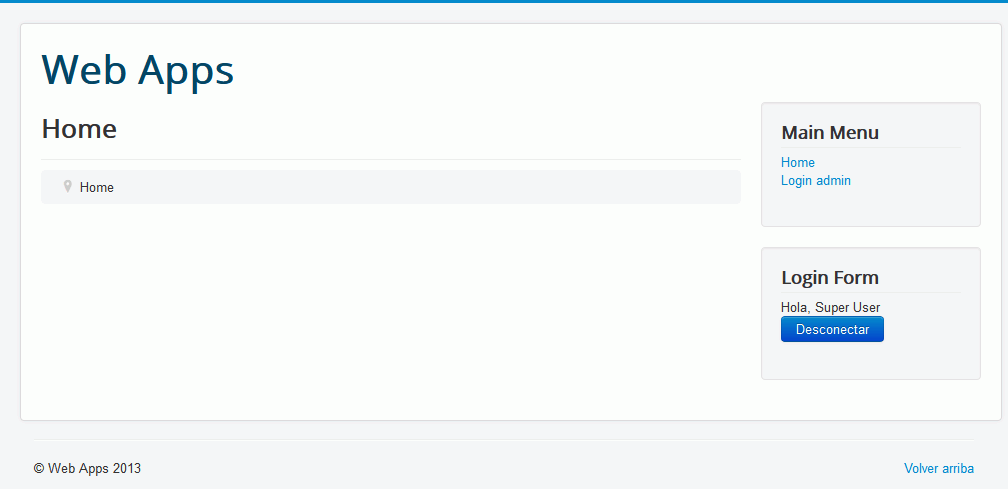 Web Apps
Home
Home
Main Menu
Home
Login admin
Login Form
Hola, Super User
Desconectar
© Web Apps 2013
Volver arriba